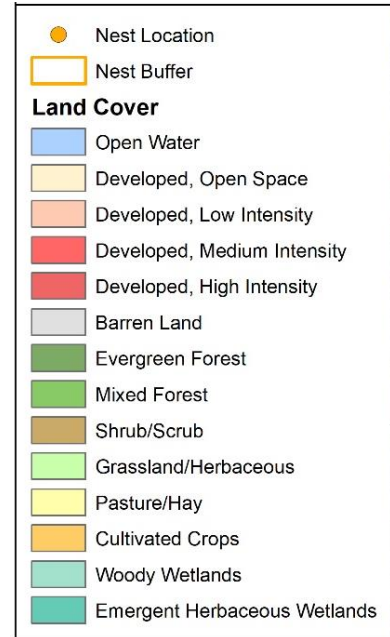 Nest Location
Nest Buffer
Land Cover
Open Water
Developed, Open Space
Developed, Low Intensity
Developed, Medium Intensity
Developed, High Intensity
Barren Land
Evergreen Forest
Mixed Forest
Shrub/Scrub
Grassland/Herbaceous
Pasture/Hay
Cultivated Crops
Woody Wetlands
Emergent Herbaceous Wetlands